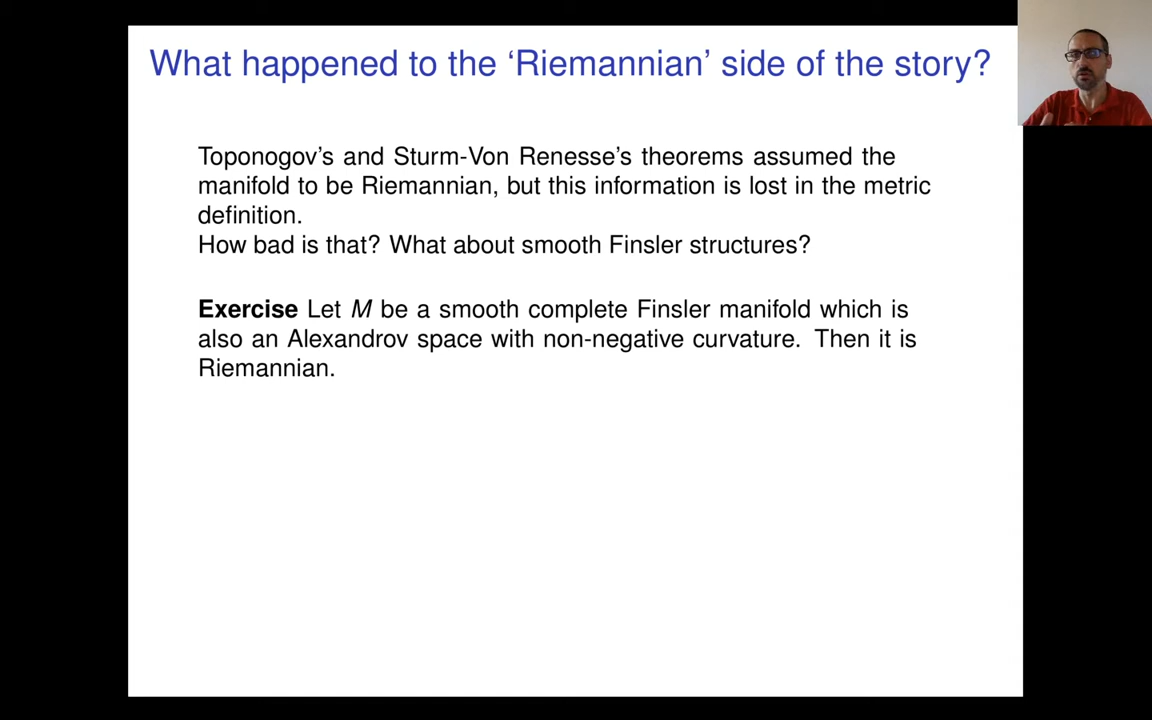 What happened to the ‘Riemannian’ side of the story?
Toponogov’s and Sturm-Von Renesse’s theorems assumed the
manifold to be Riemannian, but this information is lost in the metric
definition.
How bad is that? What about smooth Finsler structures?
Exercise Let M be a smooth complete Finsler manifold which is
also an Alexandrov space with non-negative curvature. Then it is
Riemannian.